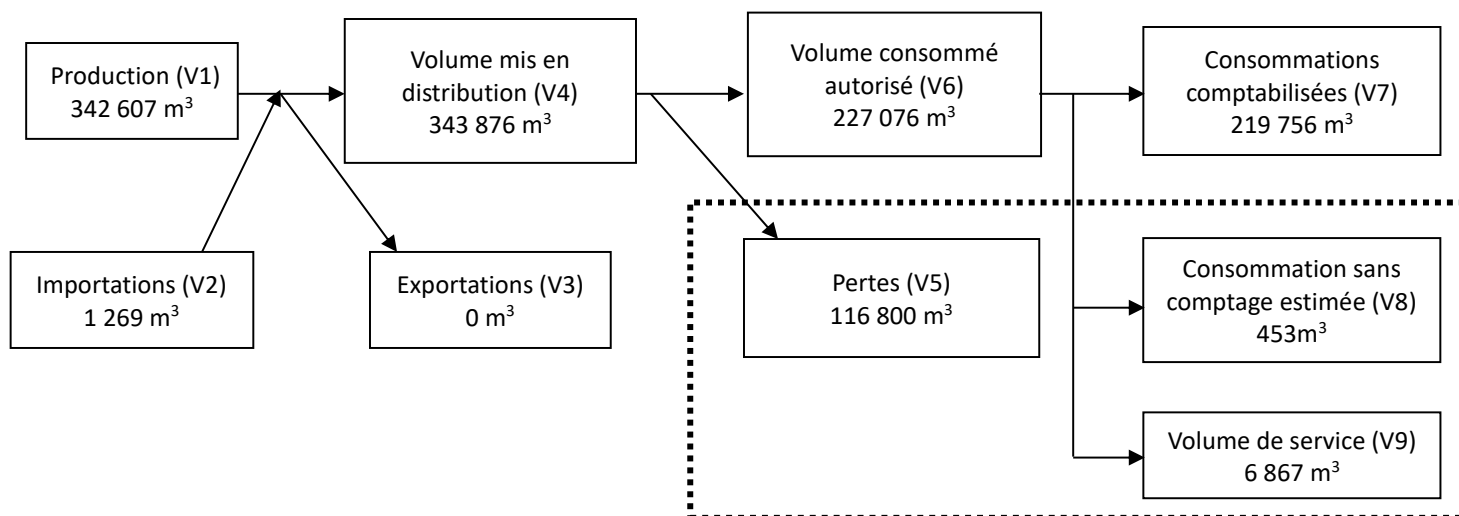 Production (V1)
342 607 m³
Volume mis en
distribution (V4)
343 876 m³
Volume consommé
autorisé (V6)
227 076 m³
Consommations
comptabilisées (V7)
219 756 m³
Importations (V2)
1 269 m³
Exportations (V3)
0 m³
Pertes (V5)
116 800 m³
Consommation sans
comptage estimée (V8)
453m³
Volume de service (V9)
6 867 m³